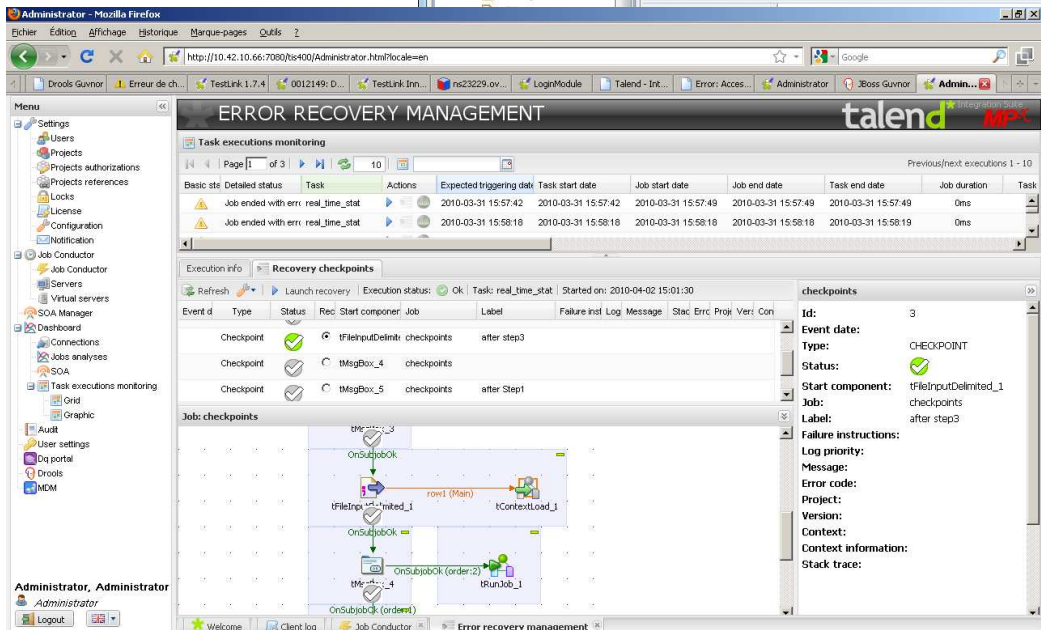 Administrator - Mozilla Firefox
Fichier Édition Affichage Historique Marque-pages Outils ?
http://10.42.10.66:7080/tis400/Administrator.html?locale=en
Google
Drools Guvnor
Erreur de ch...
TestLink 1.7.4
0012149: D...
TestLink Inn...
ns23229.ov...
LoginModule
Talend - Int...
Error: Acces...
Administrator
JBoss Guvnor
Admin...
Menu
Settings
Users
Projects
Projects authorizations
Projects references
Locks
License
Configuration
Notification
Job Conductor
Job Conductor
Servers
Virtual servers
SOA Manager
Dashboard
Connections
Jobs analyses
SOA
Task executions monitoring
Grid
Graphic
Audit
User settings
Dq portal
Drools
MDM
Administrator, Administrator
Administrator
Logout
ERROR RECOVERY MANAGEMENT
talend
Integration Suite
MPx
Task executions monitoring
Page 1 of 3 10
Previous/next executions 1 - 10
Basic sta Detailed status Task Actions Expected triggering date Task start date Job start date Job end date Task end date Job duration Task
Job ended with erro real_time_stat 2010-03-31 15:57:42 2010-03-31 15:57:42 2010-03-31 15:57:49 2010-03-31 15:57:49 2010-03-31 15:57:49 0ms
Job ended with erro real_time_stat 2010-03-31 15:58:18 2010-03-31 15:58:18 2010-03-31 15:58:18 2010-03-31 15:58:18 2010-03-31 15:58:19 0ms
Execution info Recovery checkpoints
Refresh Launch recovery Execution status: Ok Task: real_time_stat Started on: 2010-04-02 15:01:30
Event d Type Status Rec Start componer Job Label Failure inst Log Message Stac Errc Proj Vers Con
Checkpoint tFileInputDelimite checkpoints after step3
Checkpoint tMsgBox_4 checkpoints
Checkpoint tMsgBox_5 checkpoints after Step1
Job: checkpoints
OnSubjobOk
row1 (Main)
tFileInputDelimited_1
tContextLoad_1
OnSubjobOk
OnSubjobOk (order:2)
tMsgBox_4
tRunJob_1
OnSubjobOk (order:1)
checkpoints
Id: 3
Event date:
Type: CHECKPOINT
Status:
Start component: tFileInputDelimited_1
Job: checkpoints
Label: after step3
Failure instructions:
Log priority:
Message:
Error code:
Project:
Version:
Context:
Context information:
Stack trace:
Welcome Client log Job Conductor Error recovery management